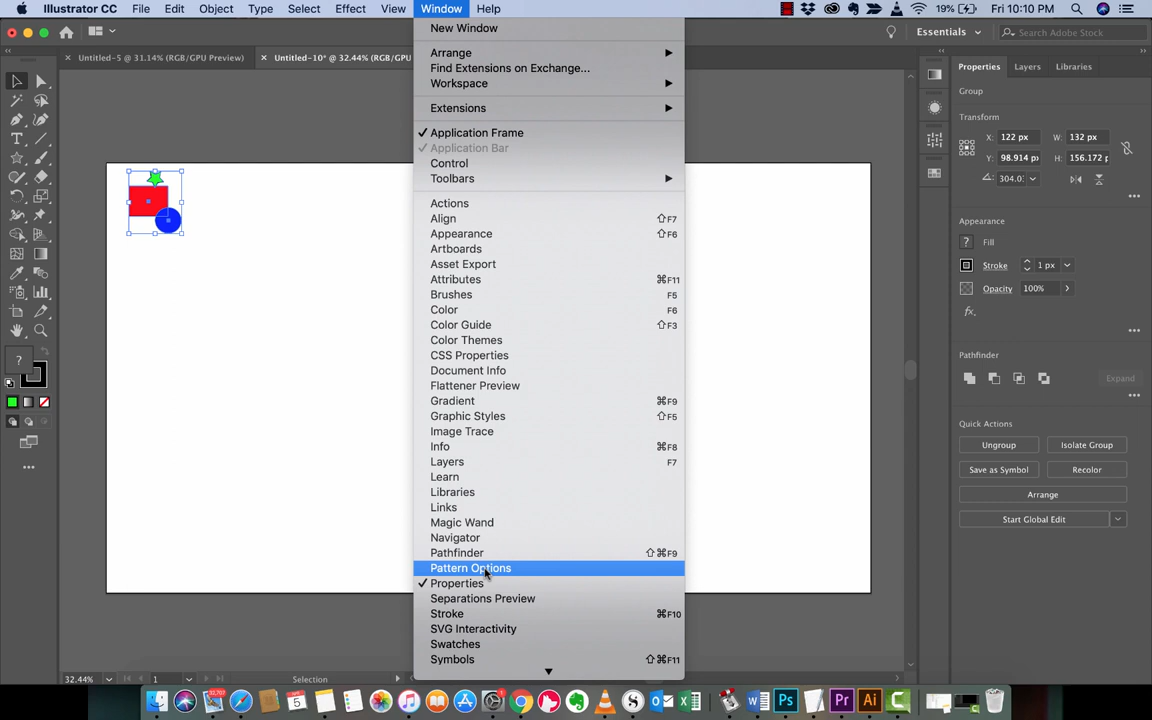 Illustrator CC File Edit Object Type Select Effect View Window Help 19% Fri 10:10 PM
Essentials Search Adobe Stock
Untitled-5 @ 31.14% (RGB/GPU Preview) Untitled-10* @ 32.44% (RGB/GPU
New Window
Arrange
Find Extensions on Exchange...
Workspace
Extensions
Application Frame
Application Bar
Control
Toolbars
Actions
Align ⇧F7
Appearance ⇧F6
Artboards
Asset Export
Attributes ⌘F11
Brushes F5
Color F6
Color Guide ⇧F3
Color Themes
CSS Properties
Document Info
Flattener Preview
Gradient ⌘F9
Graphic Styles ⇧F5
Image Trace
Info ⌘F8
Layers F7
Learn
Libraries
Links
Magic Wand
Navigator
Pathfinder ⇧⌘F9
Pattern Options
Properties
Separations Preview
Stroke ⌘F10
SVG Interactivity
Swatches
Symbols ⇧⌘F11
Properties Layers Libraries
Group
Transform
X: 122 px W: 132 px
Y: 98.914 p H: 156.172
304.0
Appearance
? Fill
Stroke 1 px
Opacity 100%
fx
Pathfinder
Expand
Quick Actions
Ungroup Isolate Group
Save as Symbol Recolor
Arrange
Start Global Edit
?
32.44% 1 Selection